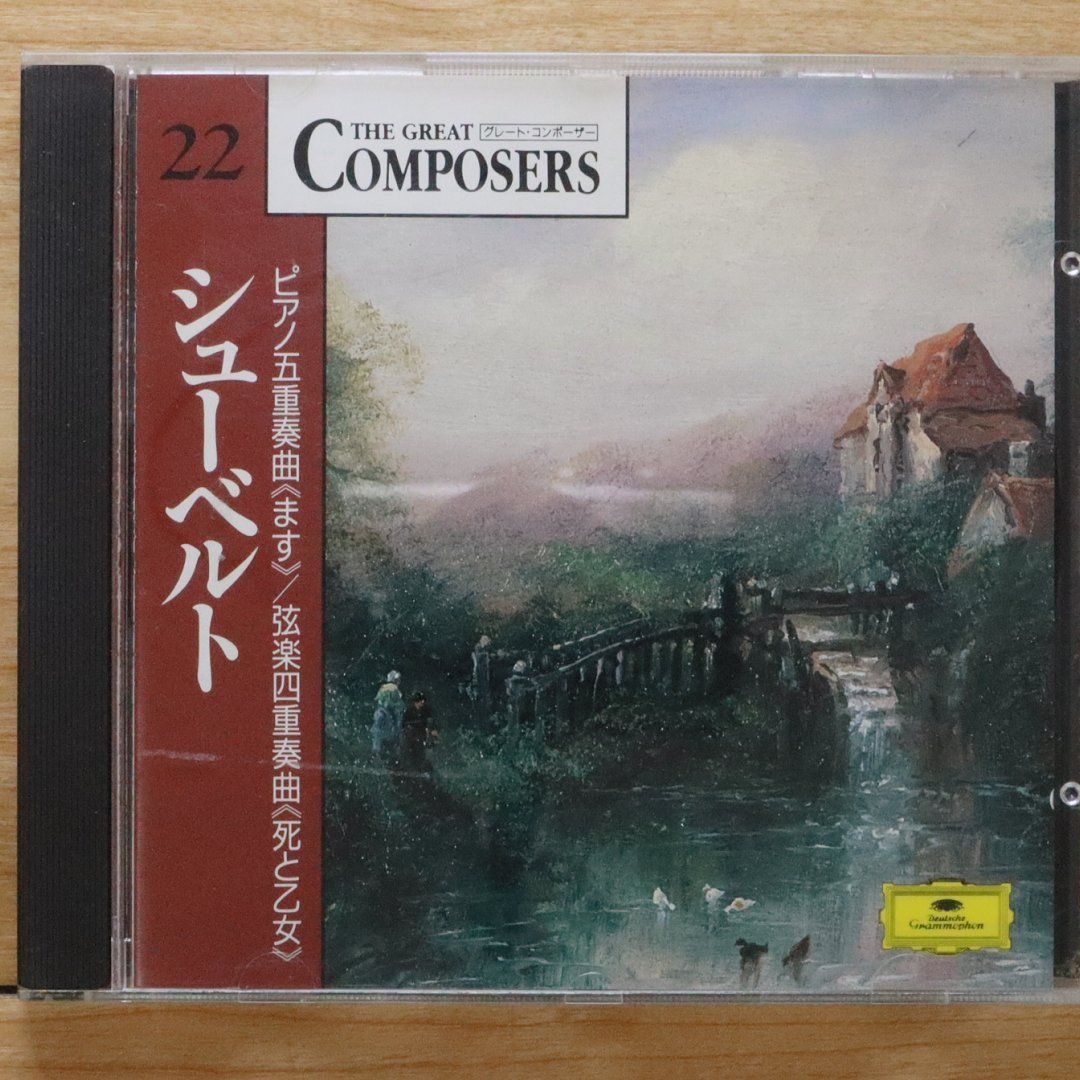 22
THE GREAT グレート・コンポーザー
COMPOSERS
シューベルト
ピアノ五重奏曲《ます》/弦楽四重奏曲《死と乙女》
Deutsche
Grammophon